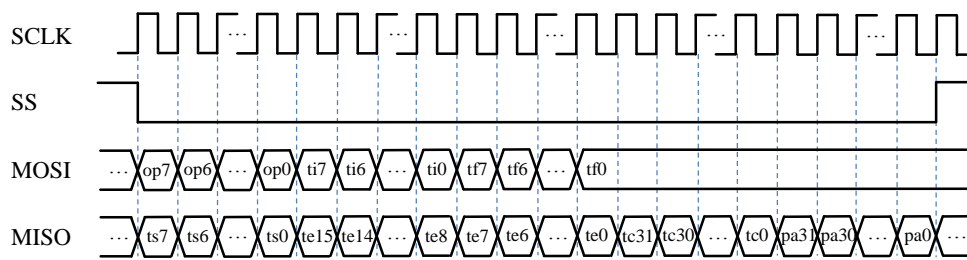 SCLK ... ... ... ... ...
SS
MOSI ... op7 op6 ... op0 ti7 ti6 ... ti0 tf7 tf6 ... tf0
MISO ... ts7 ts6 ... ts0 te15 te14 ... te8 te7 te6 ... te0 tc31 tc30 ... tc0 pa31 pa30 ... pa0 ...